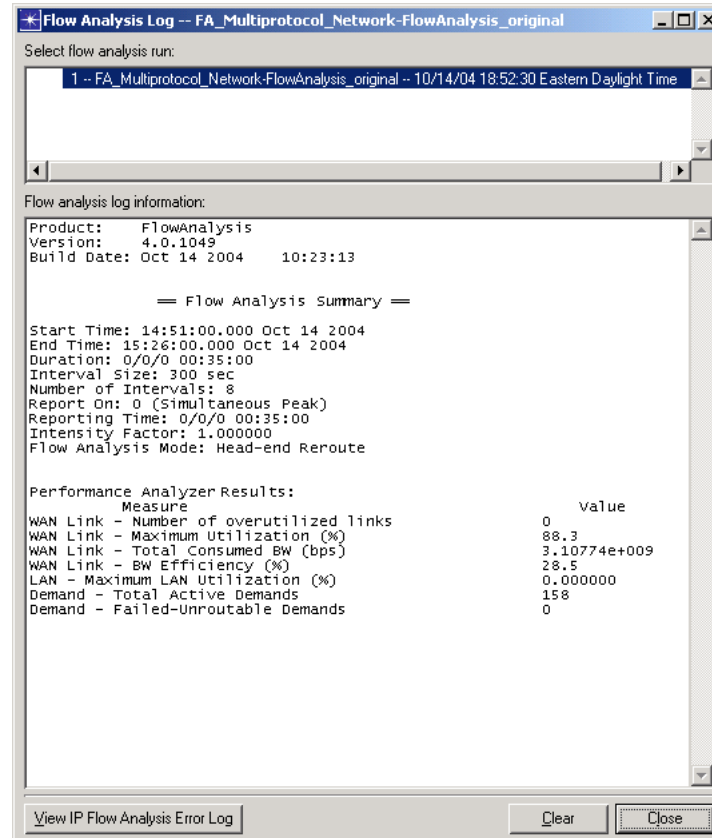 Flow Analysis Log -- FA_Multiprotocol_Network-FlowAnalysis_original
Select flow analysis run:
1 -- FA_Multiprotocol_Network-FlowAnalysis_original -- 10/14/04 18:52:30 Eastern Daylight Time
Flow analysis log information:
Product: FlowAnalysis
Version: 4.0.1049
Build Date: Oct 14 2004 10:23:13
== Flow Analysis Summary ==
Start Time: 14:51:00.000 Oct 14 2004
End Time: 15:26:00.000 Oct 14 2004
Duration: 0/0/0 00:35:00
Interval Size: 300 sec
Number of Intervals: 8
Report On: 0 (Simultaneous Peak)
Reporting Time: 0/0/0 00:35:00
Intensity Factor: 1.000000
Flow Analysis Mode: Head-end Reroute
Performance Analyzer Results:
Measure Value
WAN Link - Number of overutilized links 0
WAN Link - Maximum Utilization (%) 88.3
WAN Link - Total Consumed BW (bps) 3.10774e+009
WAN Link - BW Efficiency (%) 28.5
LAN - Maximum LAN Utilization (%) 0.000000
Demand - Total Active Demands 158
Demand - Failed-Unroutable Demands 0
View IP Flow Analysis Error Log
Clear
Close